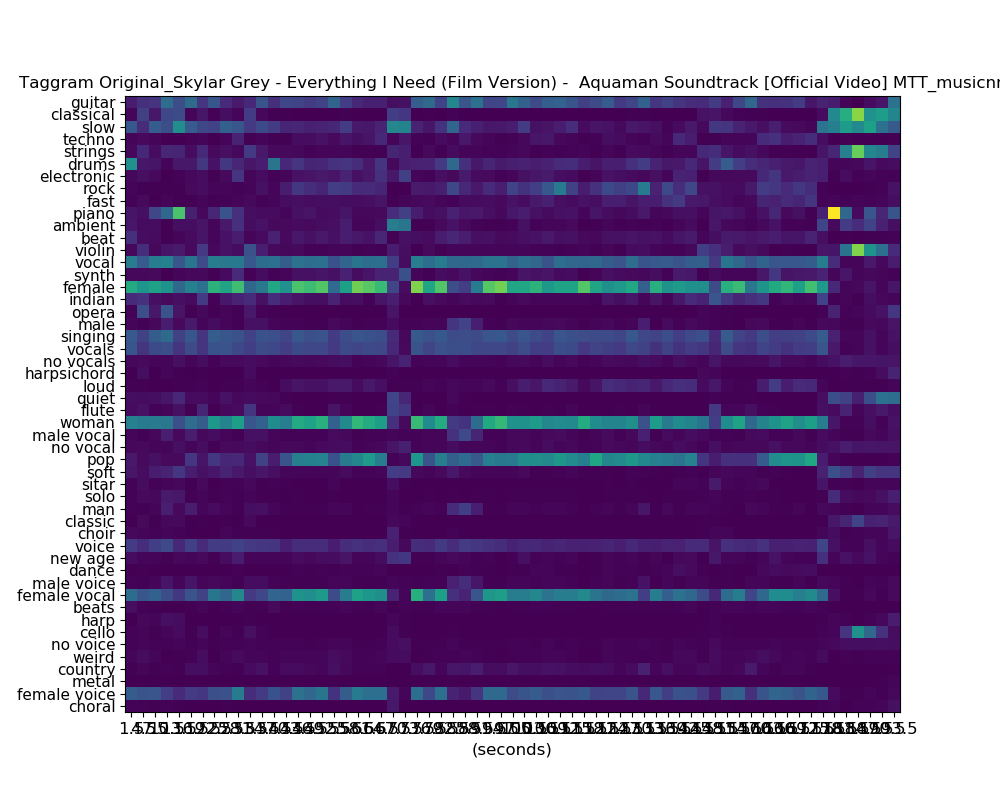 Taggram Original_Skylar Grey - Everything I Need (Film Version) -  Aquaman Soundtrack [Official Video] MTT_musicnn
guitar
classical
slow
techno
strings
drums
electronic
rock
fast
piano
ambient
beat
violin
vocal
synth
female
indian
opera
male
singing
vocals
no vocals
harpsichord
loud
quiet
flute
woman
male vocal
no vocal
pop
soft
sitar
solo
man
classic
choir
voice
new age
dance
male voice
female vocal
beats
harp
cello
no voice
weird
country
metal
female voice
choral
(seconds)